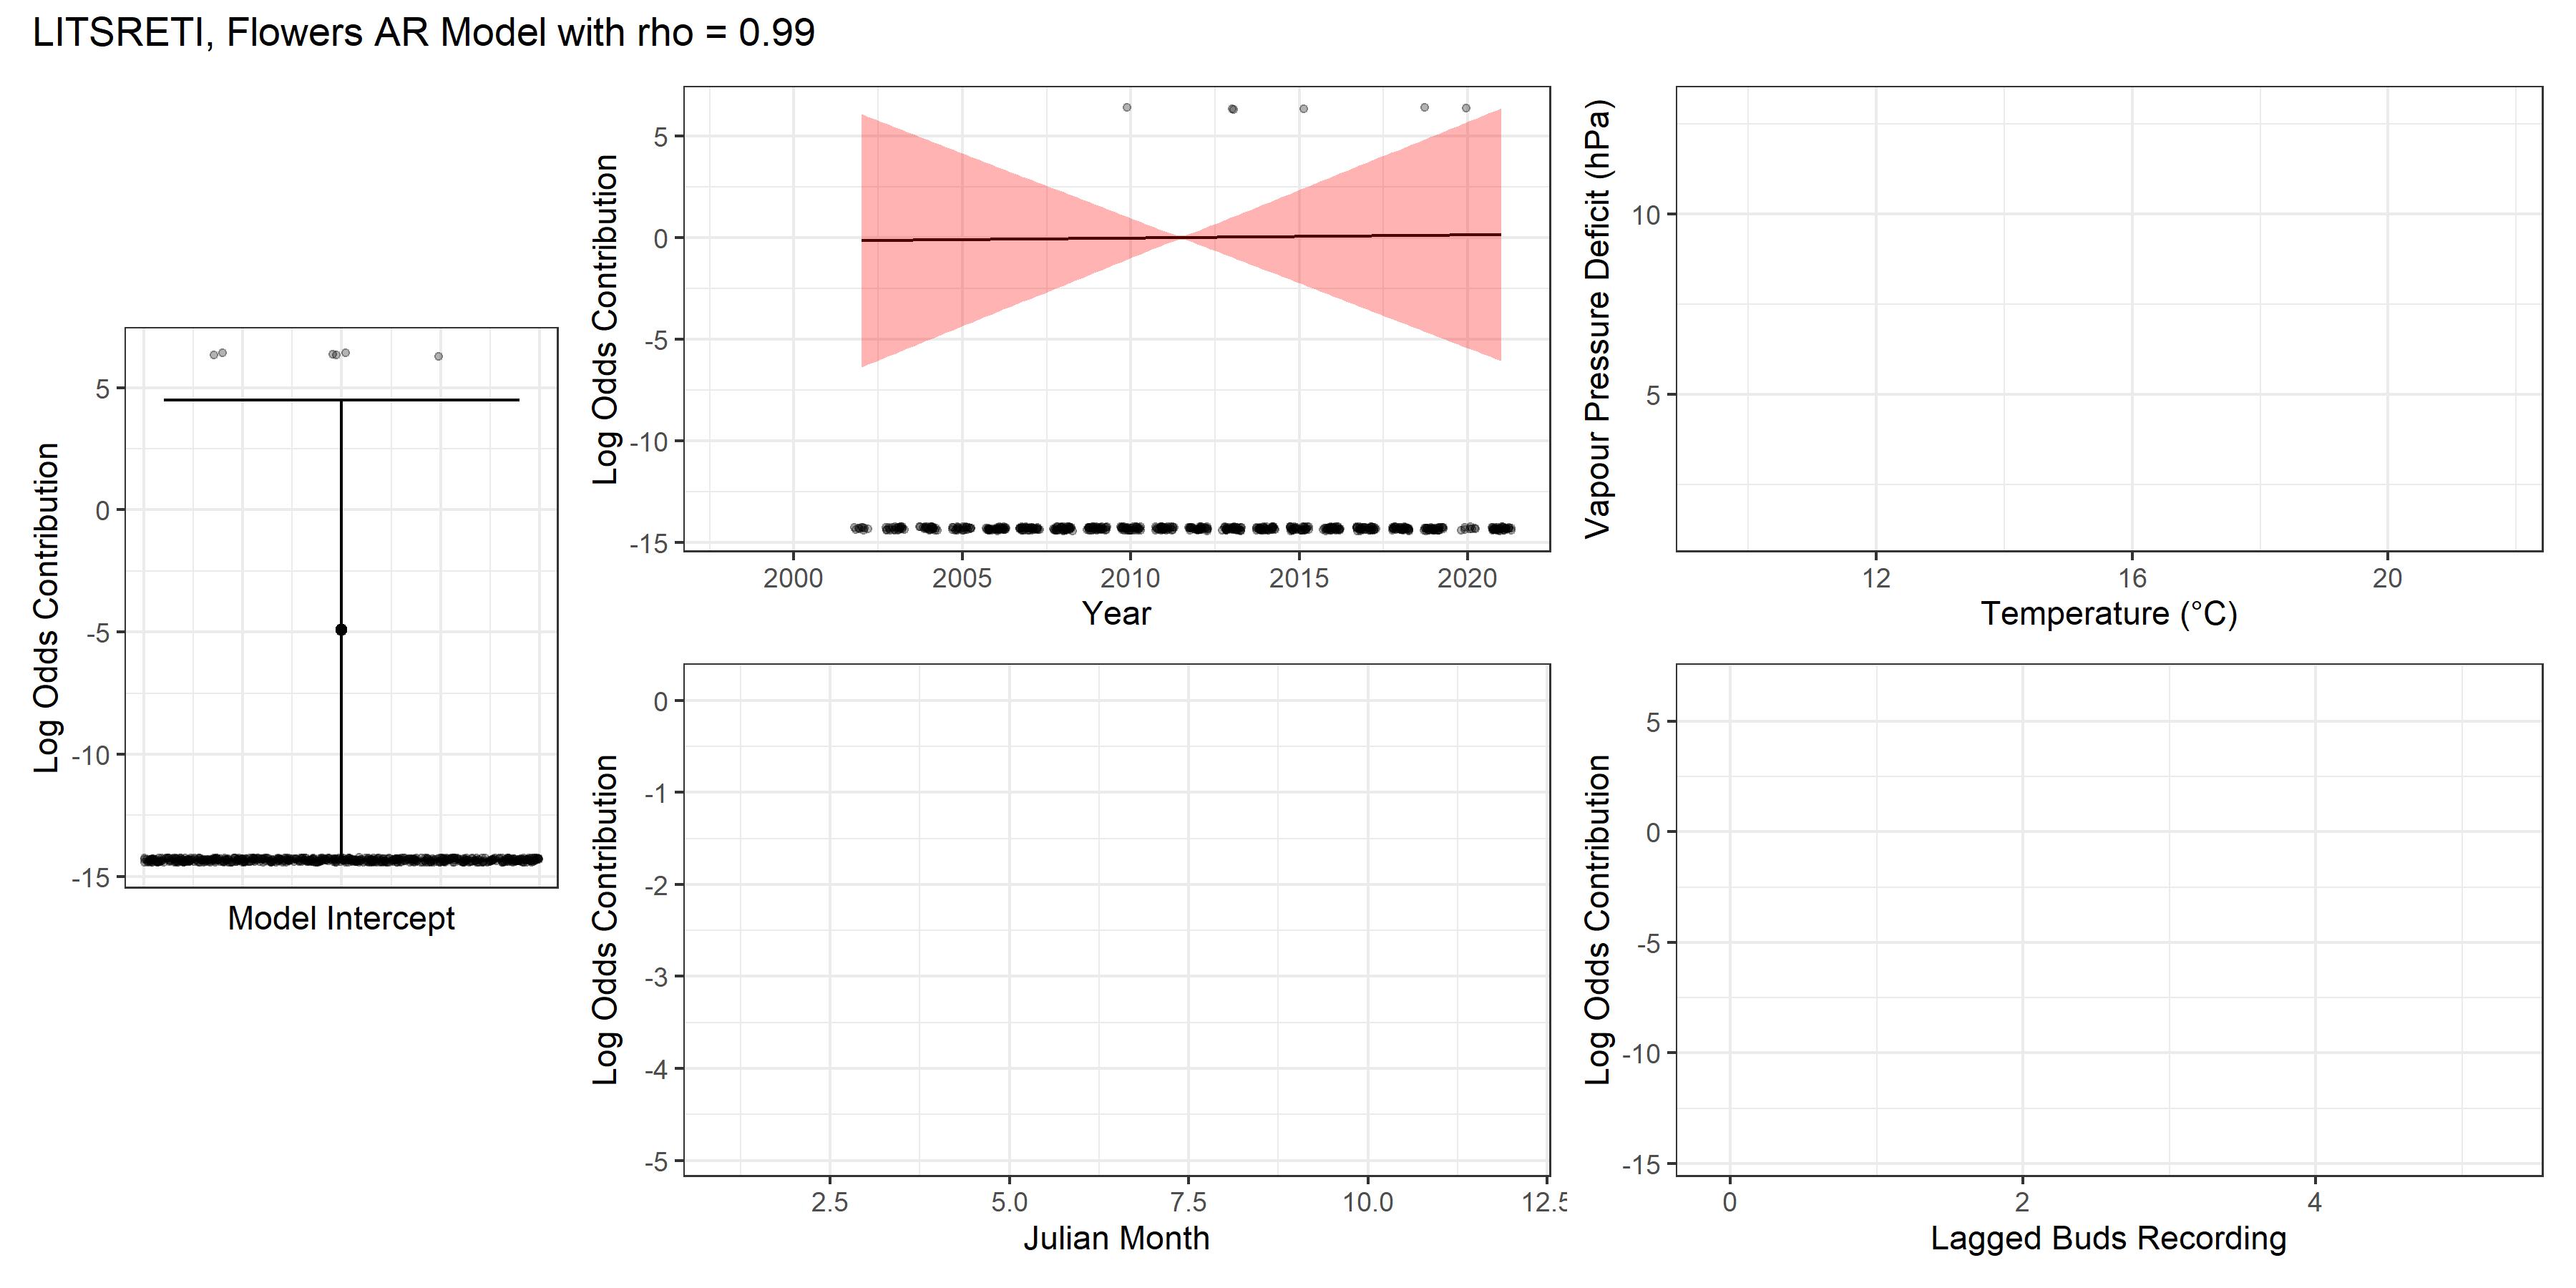 LITSRETI, Flowers AR Model with rho = 0.99
Log Odds Contribution
5
0
-5
-10
-15
Model Intercept
Log Odds Contribution
5
0
-5
-10
-15
2000 2005 2010 2015 2020
Year
Vapour Pressure Deficit (hPa)
10
5
12 16 20
Temperature (°C)
Log Odds Contribution
0
-1
-2
-3
-4
-5
2.5 5.0 7.5 10.0 12.5
Julian Month
Log Odds Contribution
5
0
-5
-10
-15
0 2 4
Lagged Buds Recording